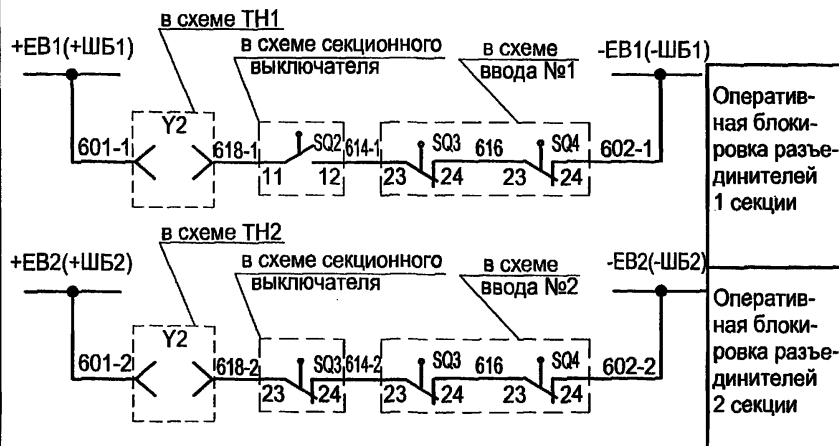 в схеме ТН1
+ЕВ1(+ШБ1)
в схеме секционного
выключателя
в схеме
ввода №1
-ЕВ1(-ШБ1)
Y2
601-1
618-1
SQ2
11
12
614-1
SQ3
23
24
616
SQ4
23
24
602-1
Оператив-
ная блоки-
ровка разъе-
динителей
1 секции
в схеме ТН2
+ЕВ2(+ШБ2)
в схеме секционного
выключателя
в схеме
ввода №2
-ЕВ2(-ШБ2)
Y2
601-2
618-2
SQ3
23
24
614-2
SQ3
23
24
616
SQ4
23
24
602-2
Оператив-
ная блоки-
ровка разъе-
динителей
2 секции